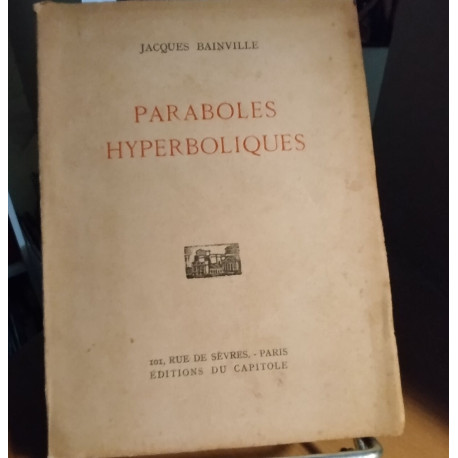 JACQUES BAINVILLE
PARABOLES
HYPERBOLIQUES
101, RUE DE SÈVRES. - PARIS
ÉDITIONS DU CAPITOLE